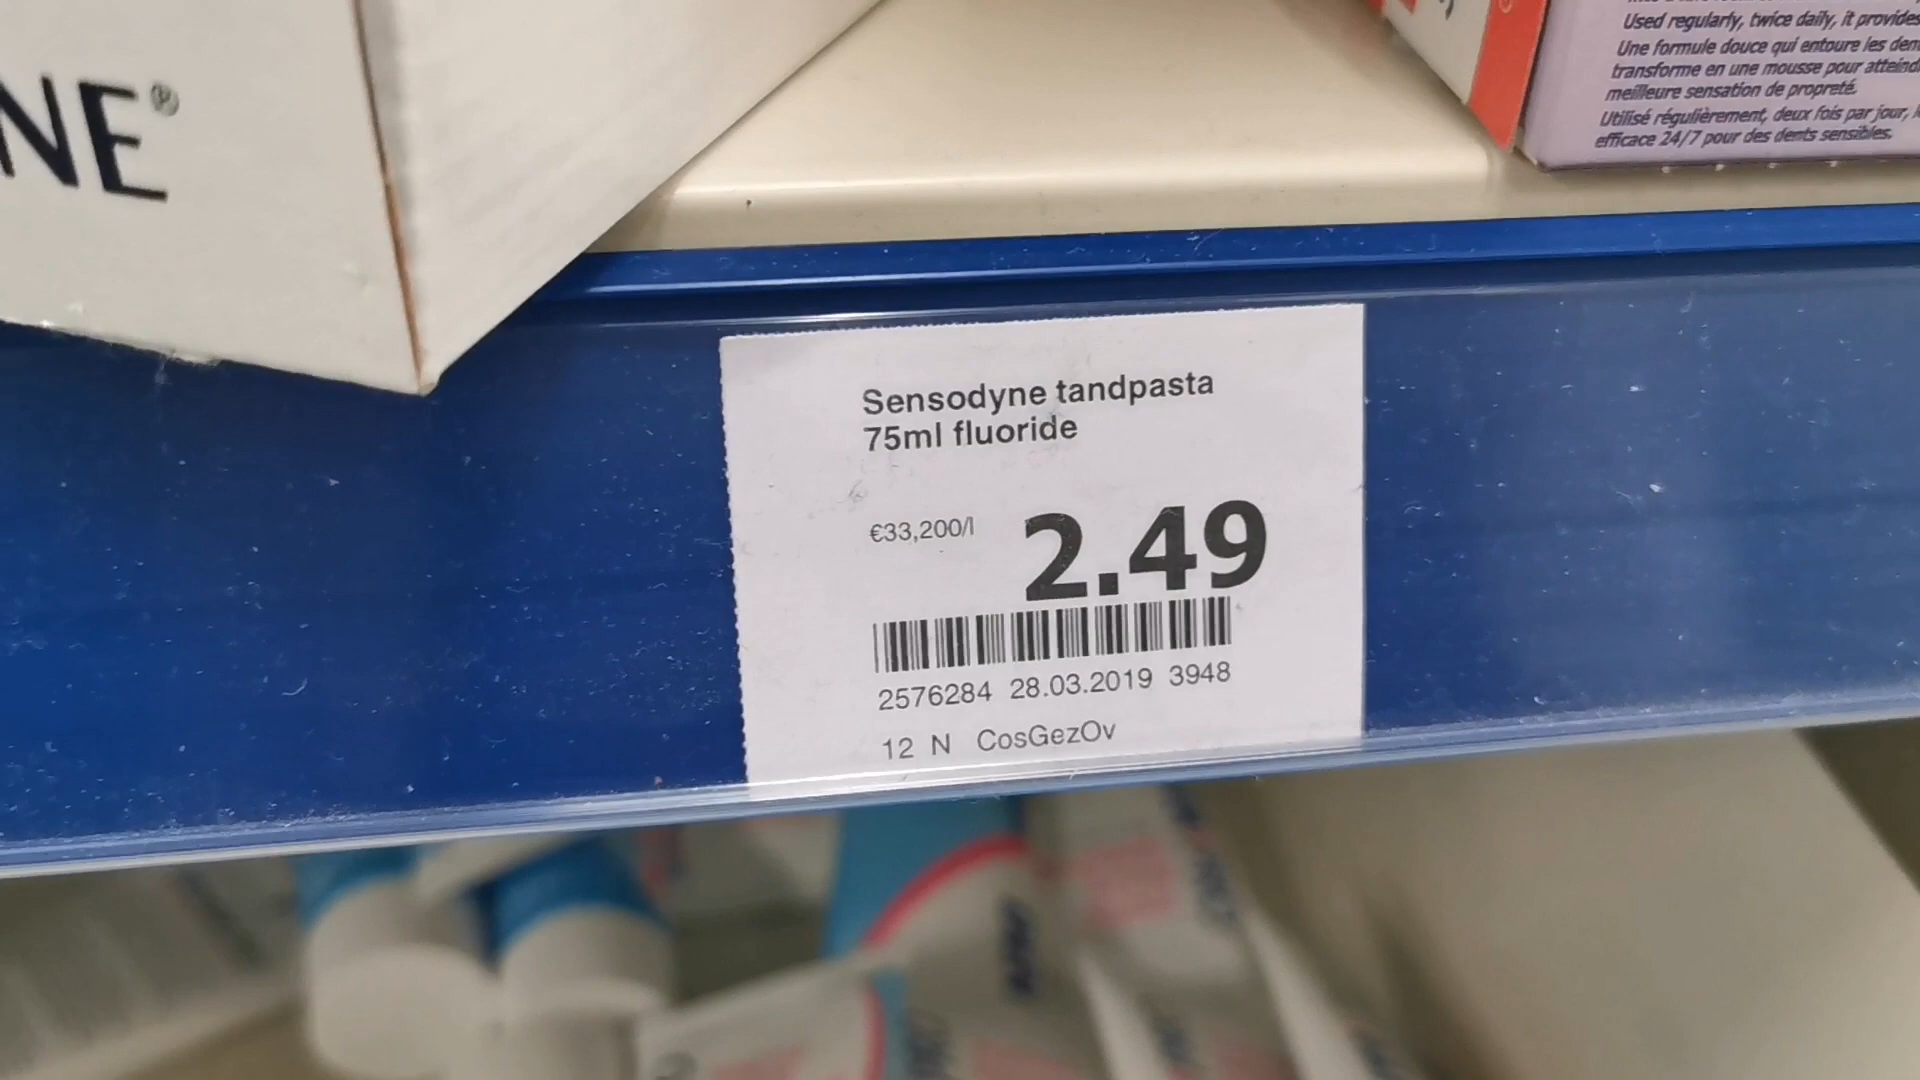 NE®
Used regularly, twice daily, it provides
Une formule douce qui entoure les
transforme en une mousse pour
meilleure sensation de propreté.
Utilisé régulièrement, deux fois par jour,
efficace 24/7 pour des dents sensibles.
Sensodyne tandpasta
75ml fluoride
€33,200/l
2.49
2576284 28.03.2019 3948
12 N CosGezOv